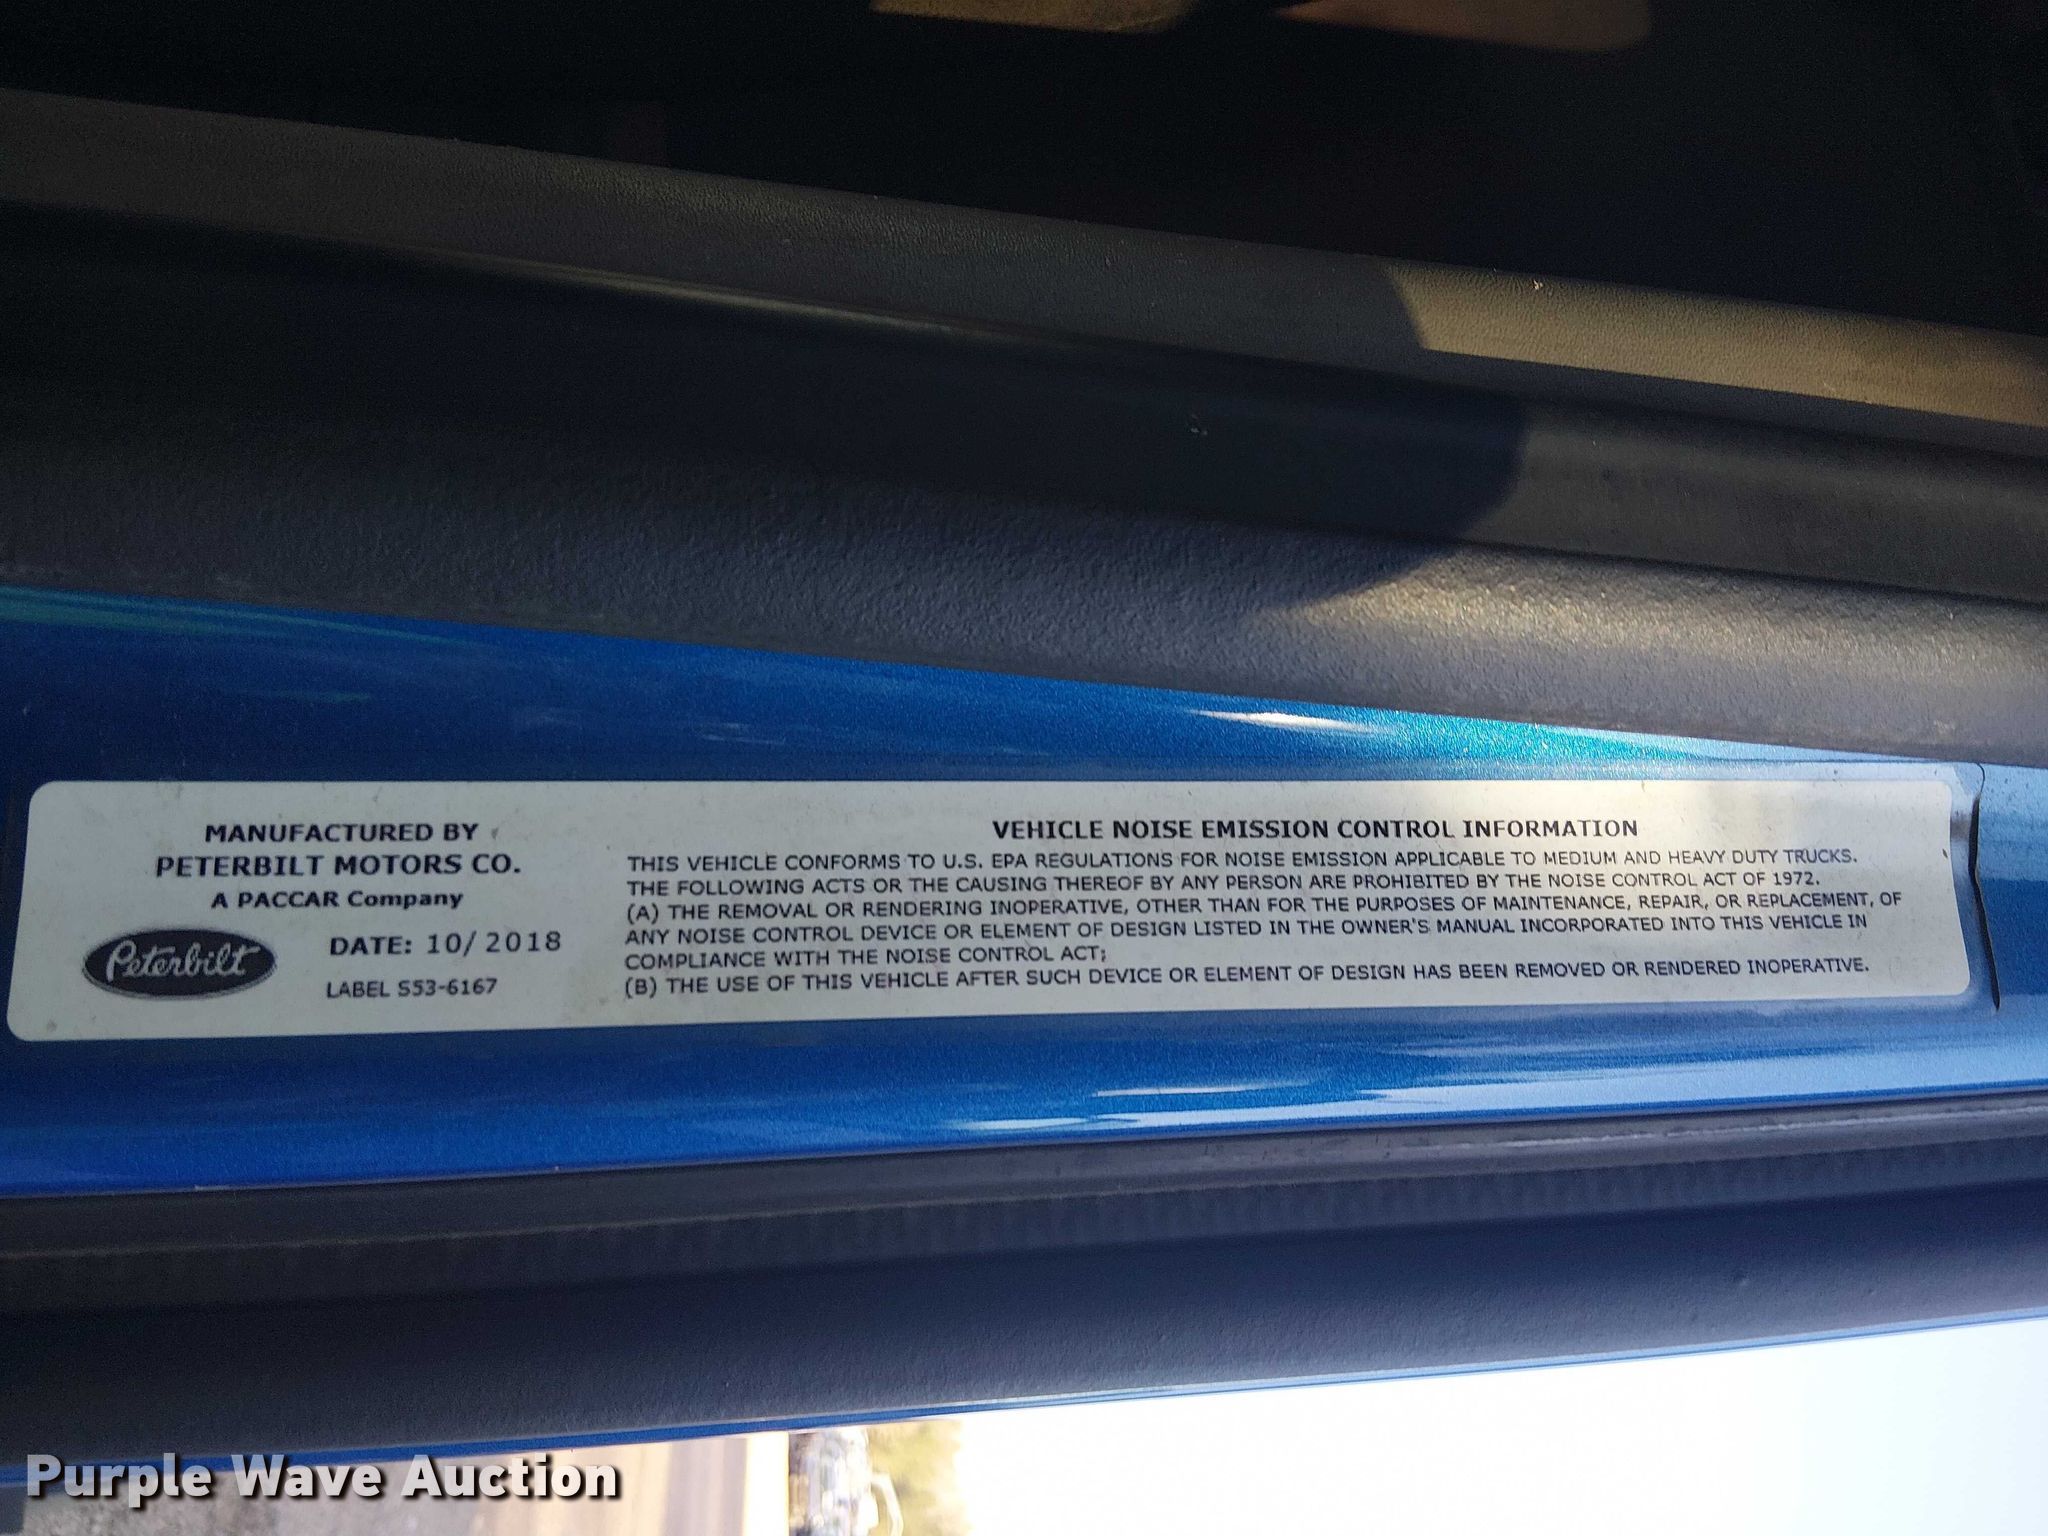 MANUFACTURED BY
PETERBILT MOTORS CO.
A PACCAR Company
Peterbilt
DATE: 10/ 2018
LABEL S53-6167
VEHICLE NOISE EMISSION CONTROL INFORMATION
THIS VEHICLE CONFORMS TO U.S. EPA REGULATIONS FOR NOISE EMISSION APPLICABLE TO MEDIUM AND HEAVY DUTY TRUCKS.
THE FOLLOWING ACTS OR THE CAUSING THEREOF BY ANY PERSON ARE PROHIBITED BY THE NOISE CONTROL ACT OF 1972.
(A) THE REMOVAL OR RENDERING INOPERATIVE, OTHER THAN FOR THE PURPOSES OF MAINTENANCE, REPAIR, OR REPLACEMENT, OF
ANY NOISE CONTROL DEVICE OR ELEMENT OF DESIGN LISTED IN THE OWNER'S MANUAL INCORPORATED INTO THIS VEHICLE IN
COMPLIANCE WITH THE NOISE CONTROL ACT;
(B) THE USE OF THIS VEHICLE AFTER SUCH DEVICE OR ELEMENT OF DESIGN HAS BEEN REMOVED OR RENDERED INOPERATIVE.
Purple Wave Auction